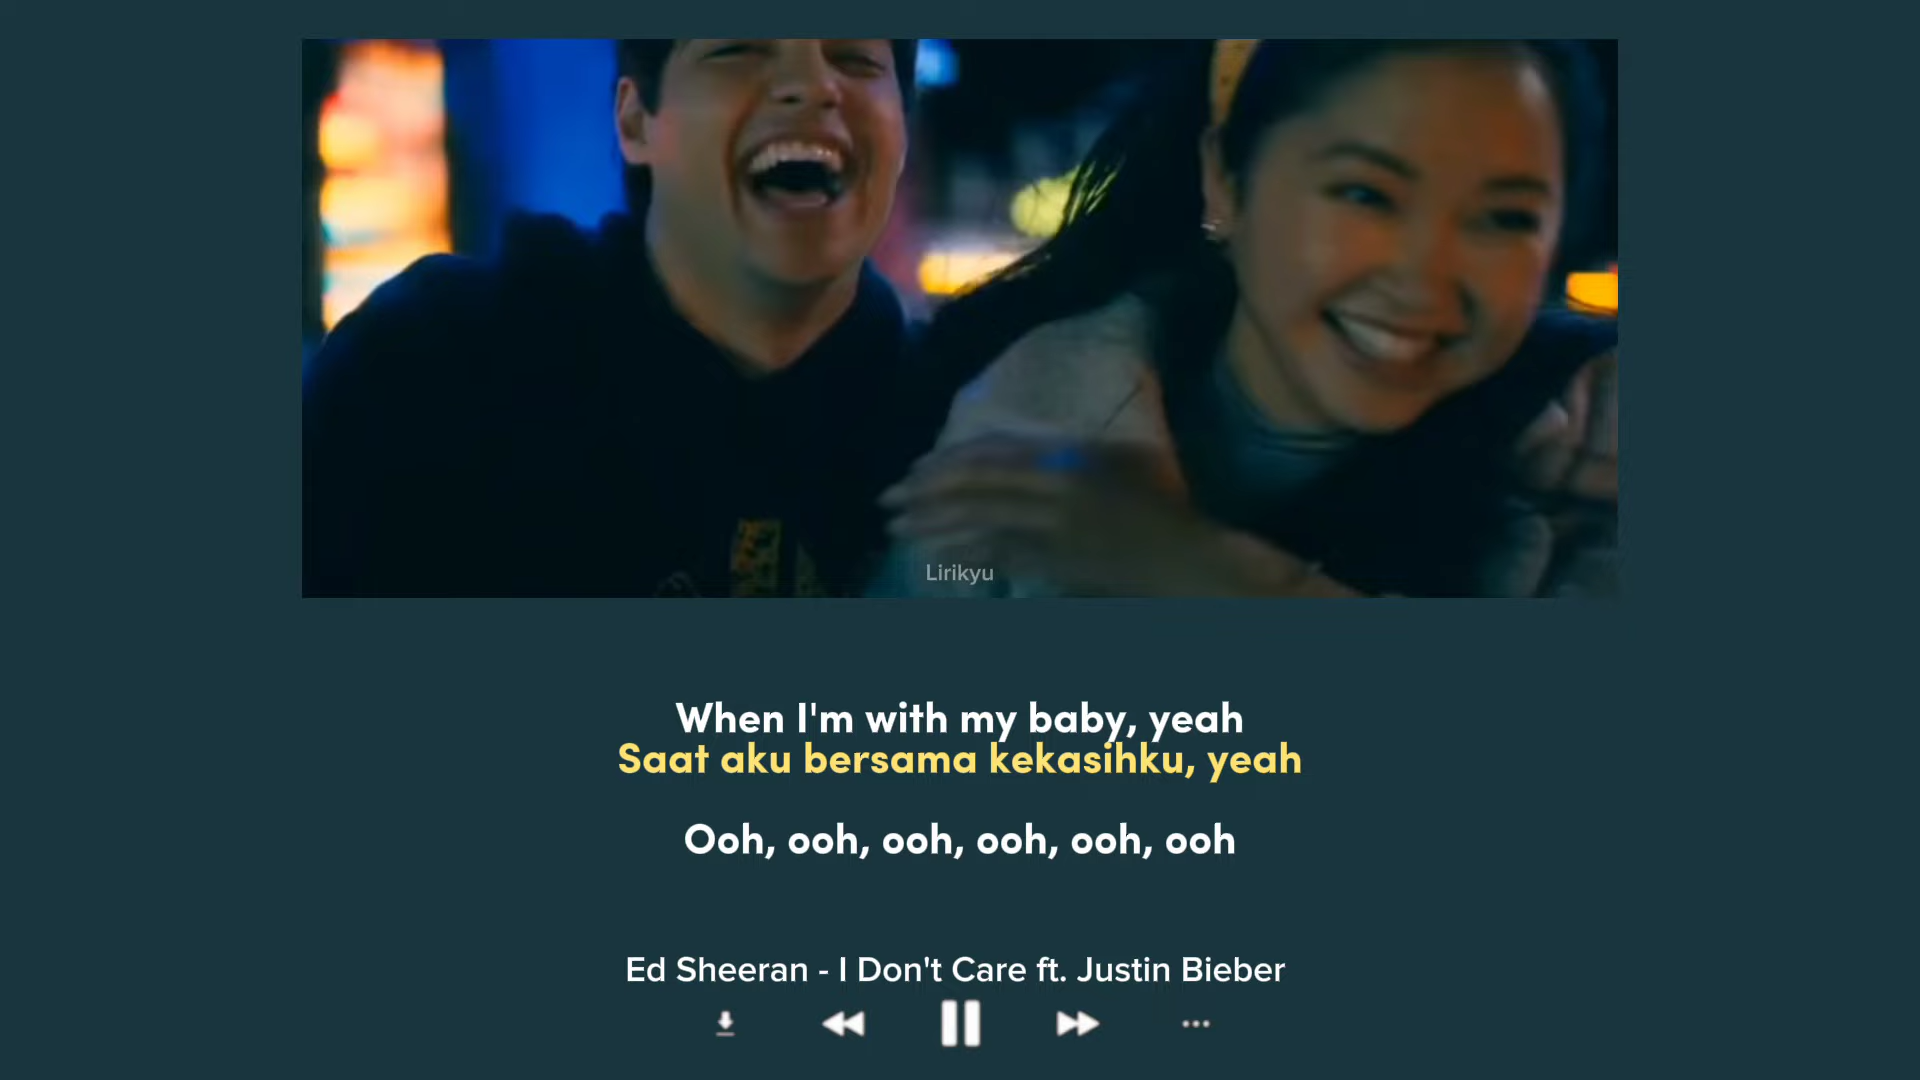 Lirikyu
When I'm with my baby, yeah
Saat aku bersama kekasihku, yeah
Ooh, ooh, ooh, ooh, ooh, ooh
Ed Sheeran - I Don't Care ft. Justin Bieber